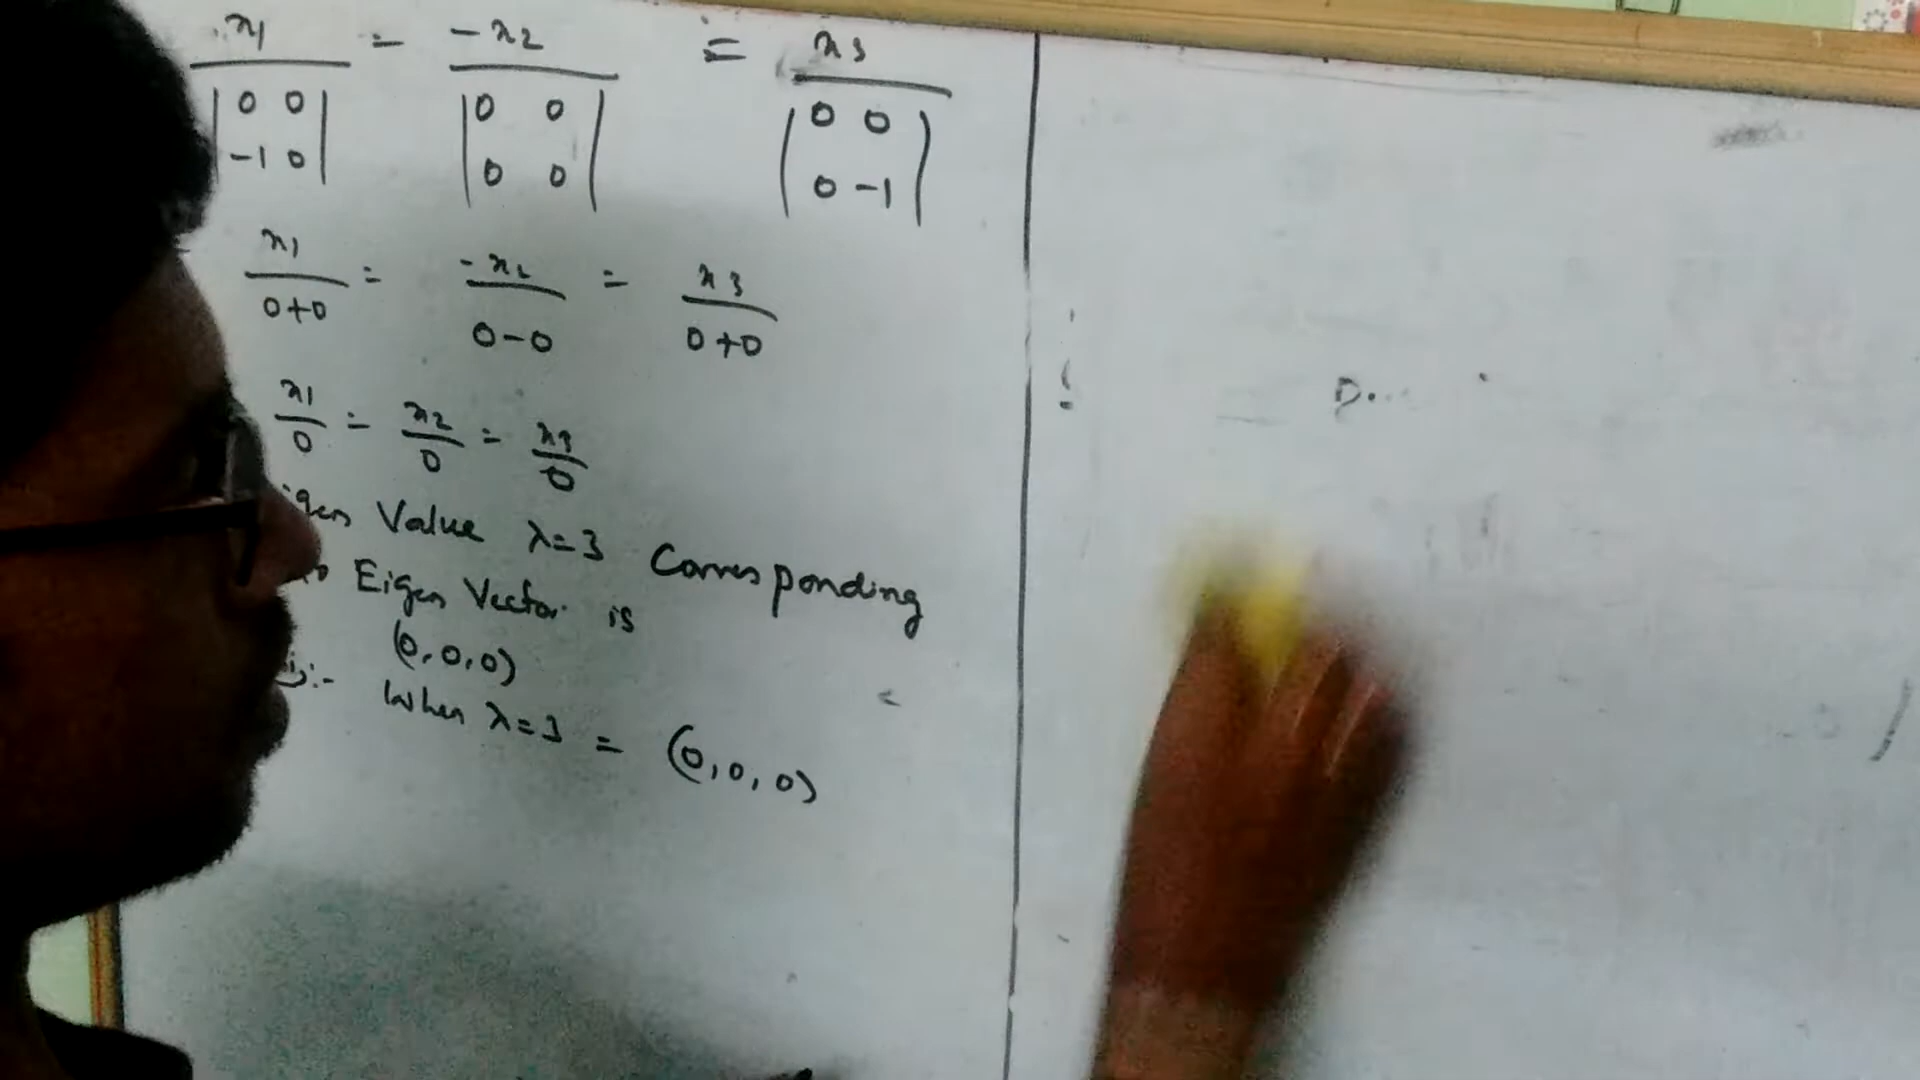 x1 = -x2 = x3
|0 0| |0 0| |0 0|
|-1 0| |0 0| |0 -1|
x1/0+0 = -x2/0-0 = x3/0+0
x1/0 = x2/0 = x3/0
igen Value λ=3 Corresponding
Eigen Vector is
(0,0,0)
When λ=3 = (0,0,0)